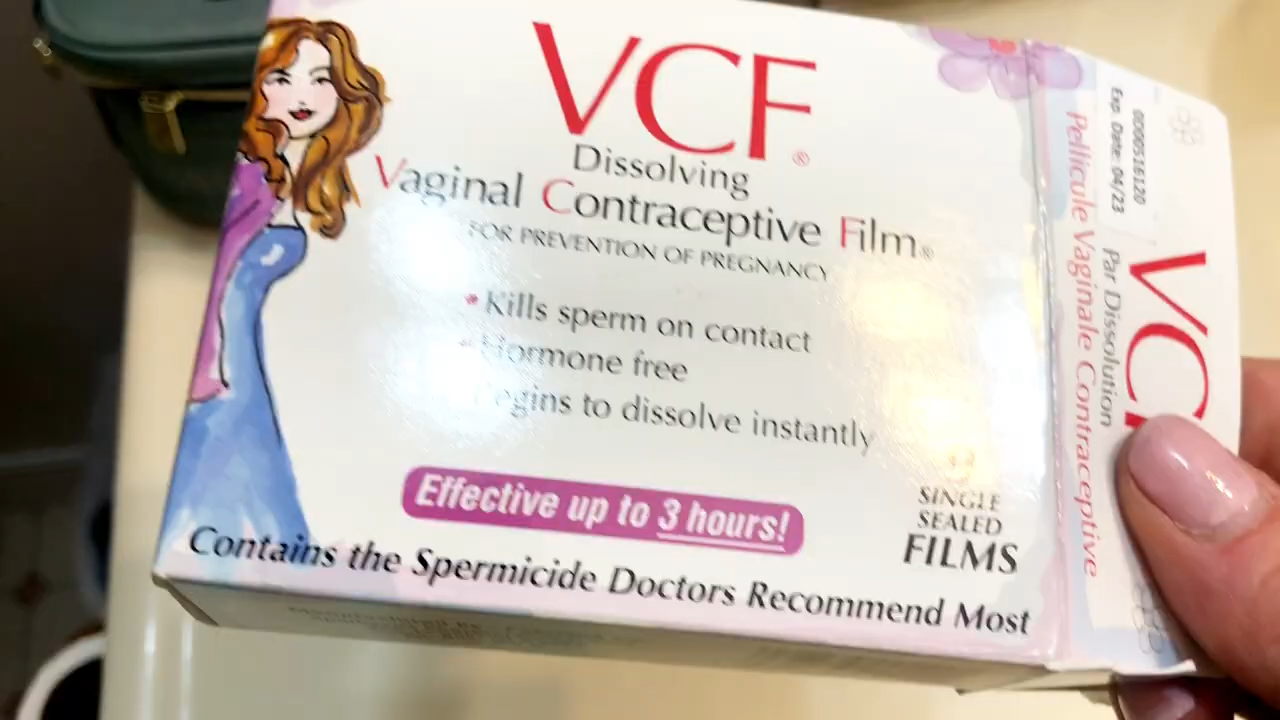 VCF®
Dissolving
Vaginal Contraceptive Film®
FOR PREVENTION OF PREGNANCY
• Kills sperm on contact
• Hormone free
Begins to dissolve instantly
Effective up to 3 hours!
SINGLE
SEALED
FILMS
Contains the Spermicide Doctors Recommend Most
0000516120
Exp. Date: 04/23
VCF
Par Dissolution
Pellicule Vaginale Contraceptive